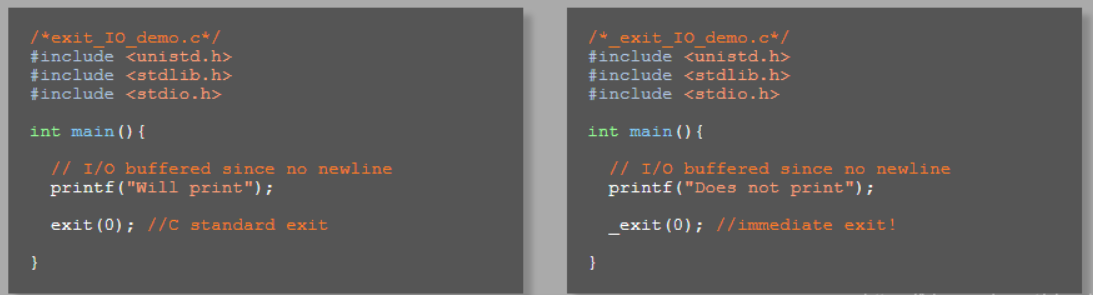 /*exit_IO_demo.c*/
#include <unistd.h>
#include <stdlib.h>
#include <stdio.h>
int main(){
// I/O buffered since no newline
printf("Will print");
exit(0); //C standard exit
}
/*_exit_IO_demo.c*/
#include <unistd.h>
#include <stdlib.h>
#include <stdio.h>
int main(){
// I/O buffered since no newline
printf("Does not print");
_exit(0); //immediate exit!
}